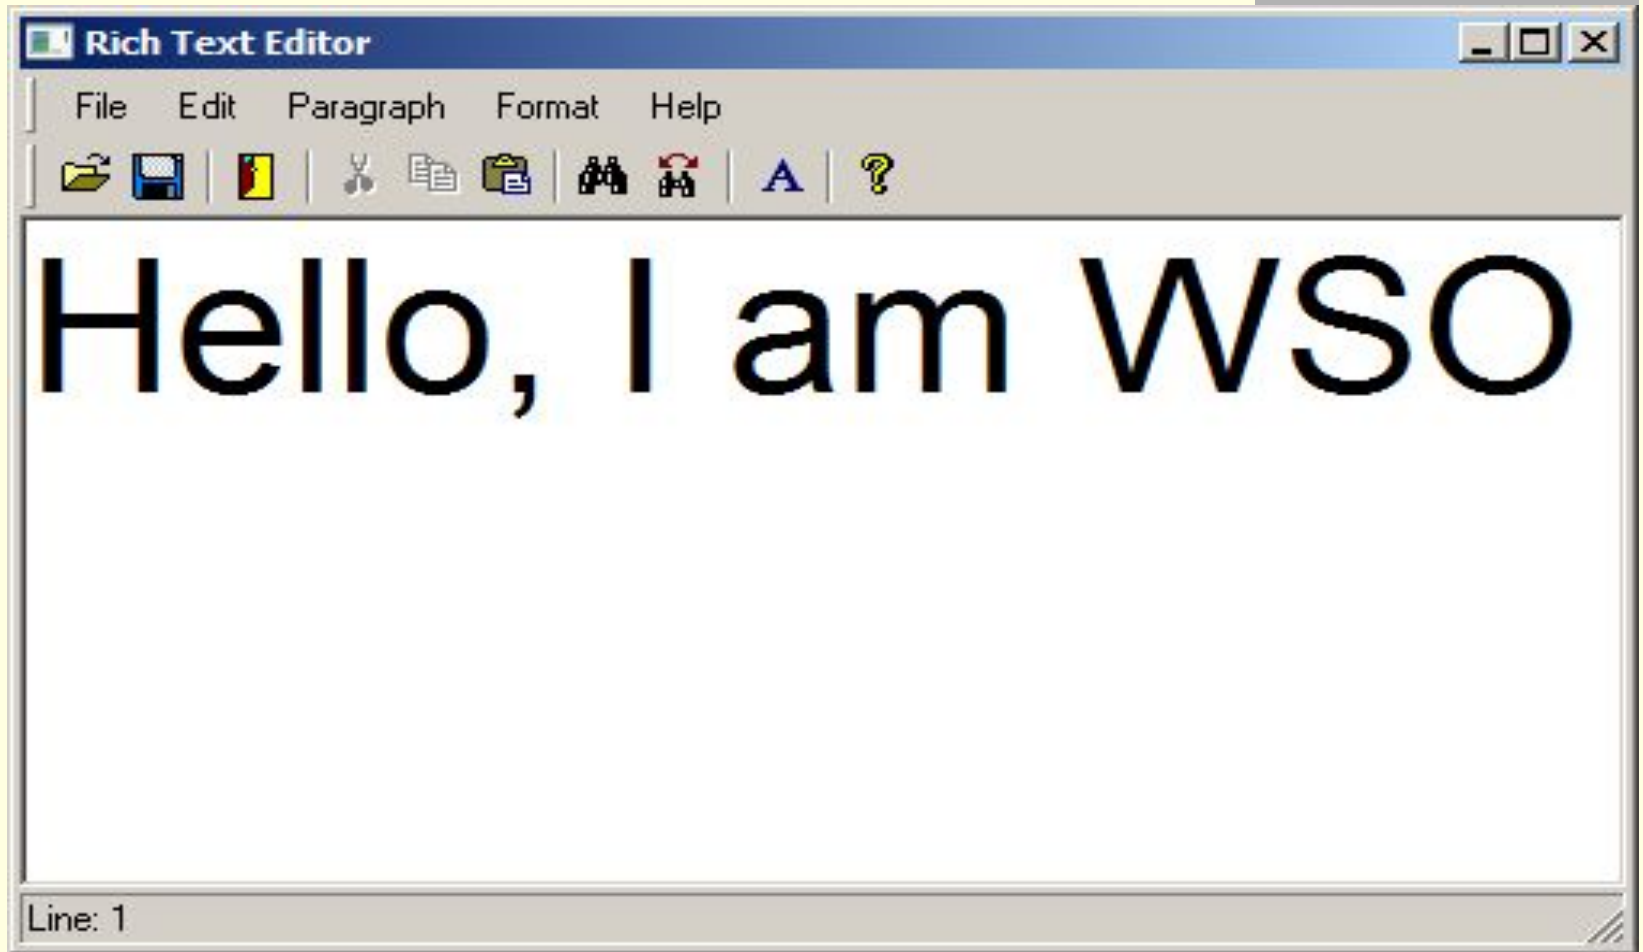 Rich Text Editor
File Edit Paragraph Format Help
A ?
Hello, I am WSO
Line: 1